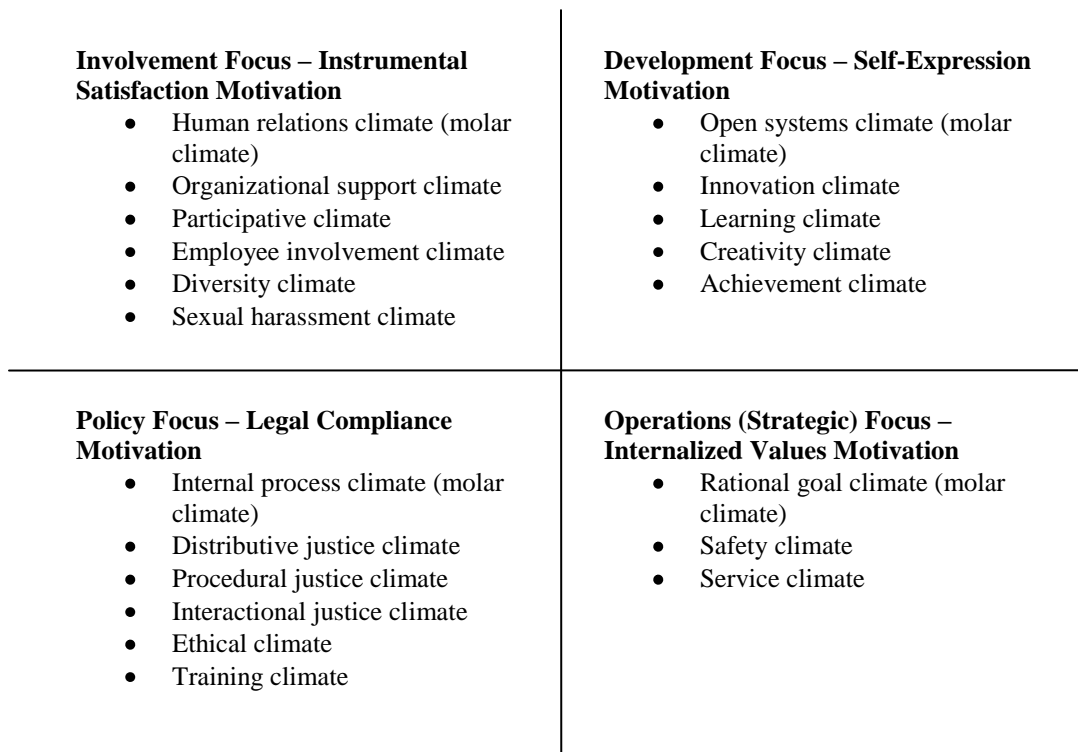 Involvement Focus – Instrumental
Satisfaction Motivation
• Human relations climate (molar
climate)
• Organizational support climate
• Participative climate
• Employee involvement climate
• Diversity climate
• Sexual harassment climate
Development Focus – Self-Expression
Motivation
• Open systems climate (molar
climate)
• Innovation climate
• Learning climate
• Creativity climate
• Achievement climate
Policy Focus – Legal Compliance
Motivation
• Internal process climate (molar
climate)
• Distributive justice climate
• Procedural justice climate
• Interactional justice climate
• Ethical climate
• Training climate
Operations (Strategic) Focus –
Internalized Values Motivation
• Rational goal climate (molar
climate)
• Safety climate
• Service climate